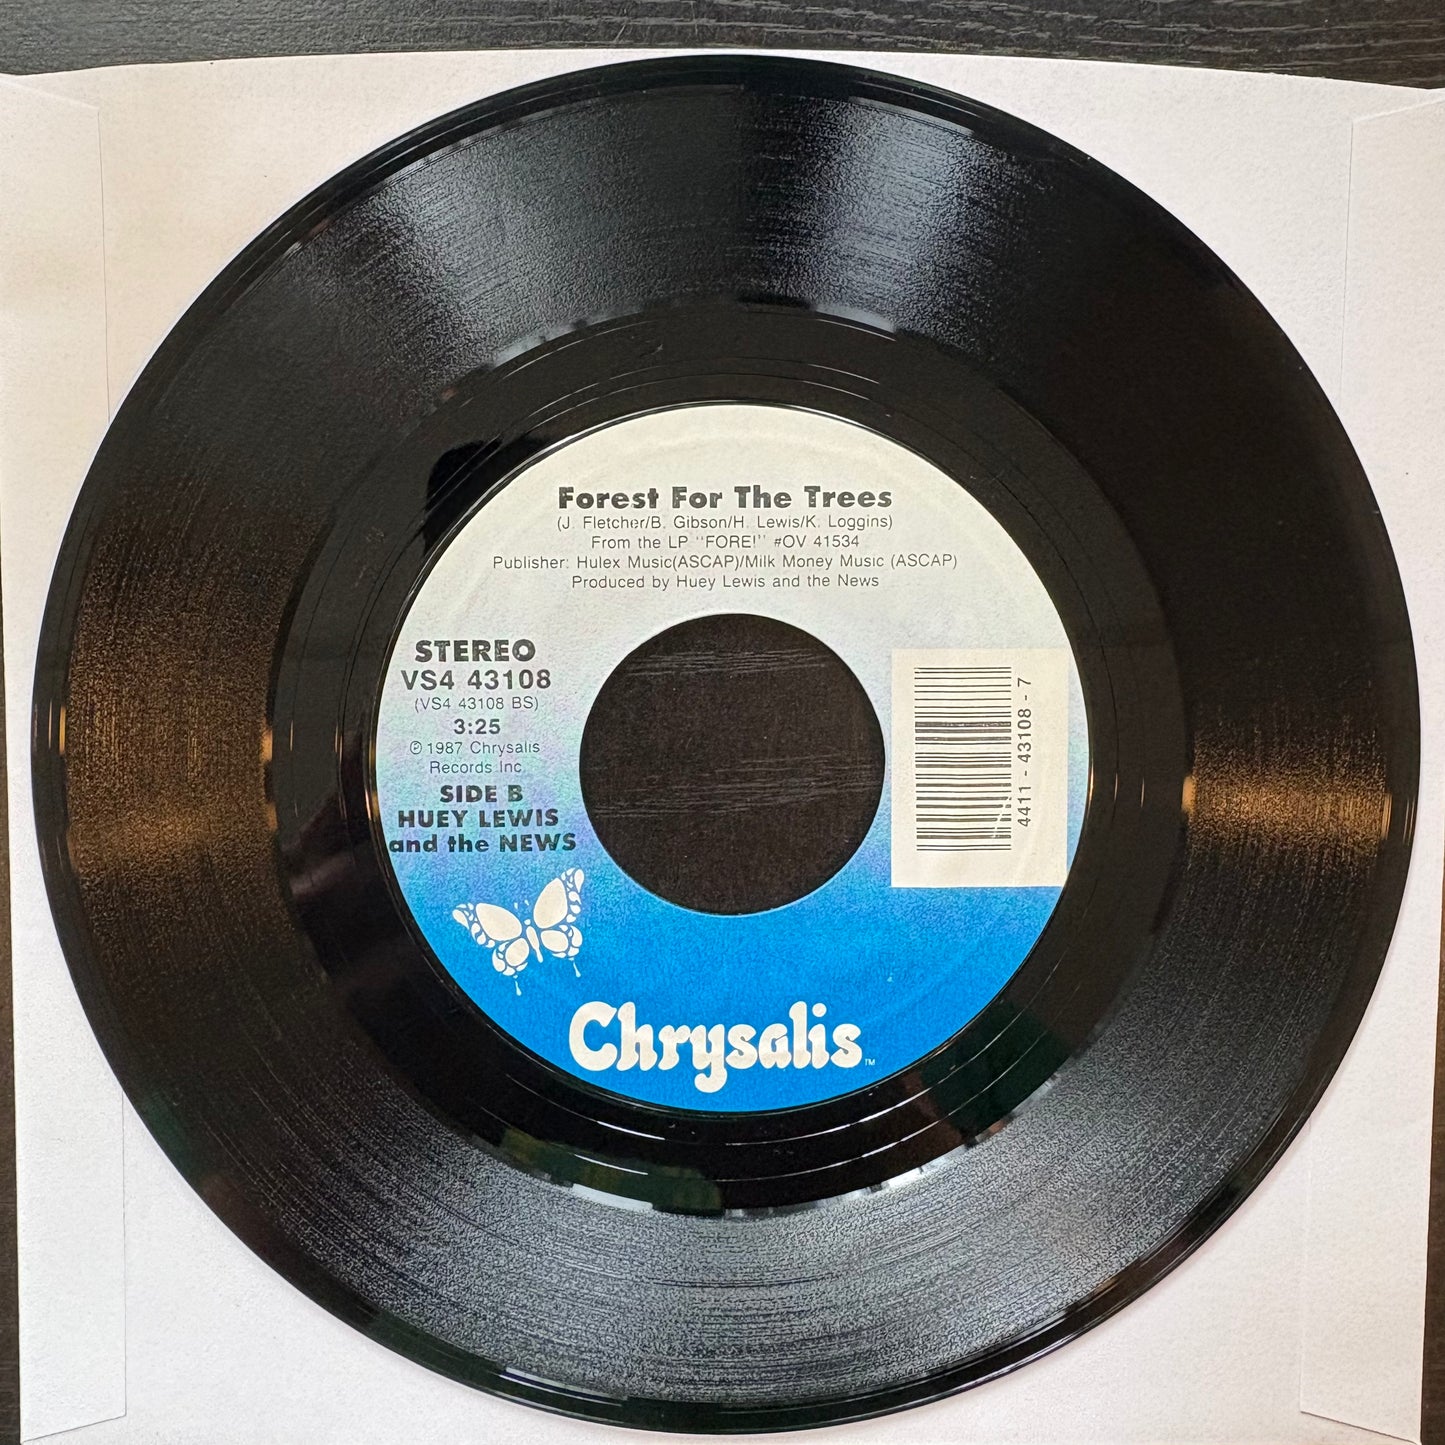 Forest For The Trees
(J. Fletcher/B. Gibson/H. Lewis/K. Loggins)
From the LP "FORE!" #OV 41534
Publisher: Hulex Music(ASCAP)/Milk Money Music (ASCAP)
Produced by Huey Lewis and the News
STEREO
VS4 43108
(VS4 43108 BS)
3:25
℗ 1987 Chrysalis
Records Inc.
SIDE B
HUEY LEWIS
and the NEWS
4411 - 43108 - 7
Chrysalis™